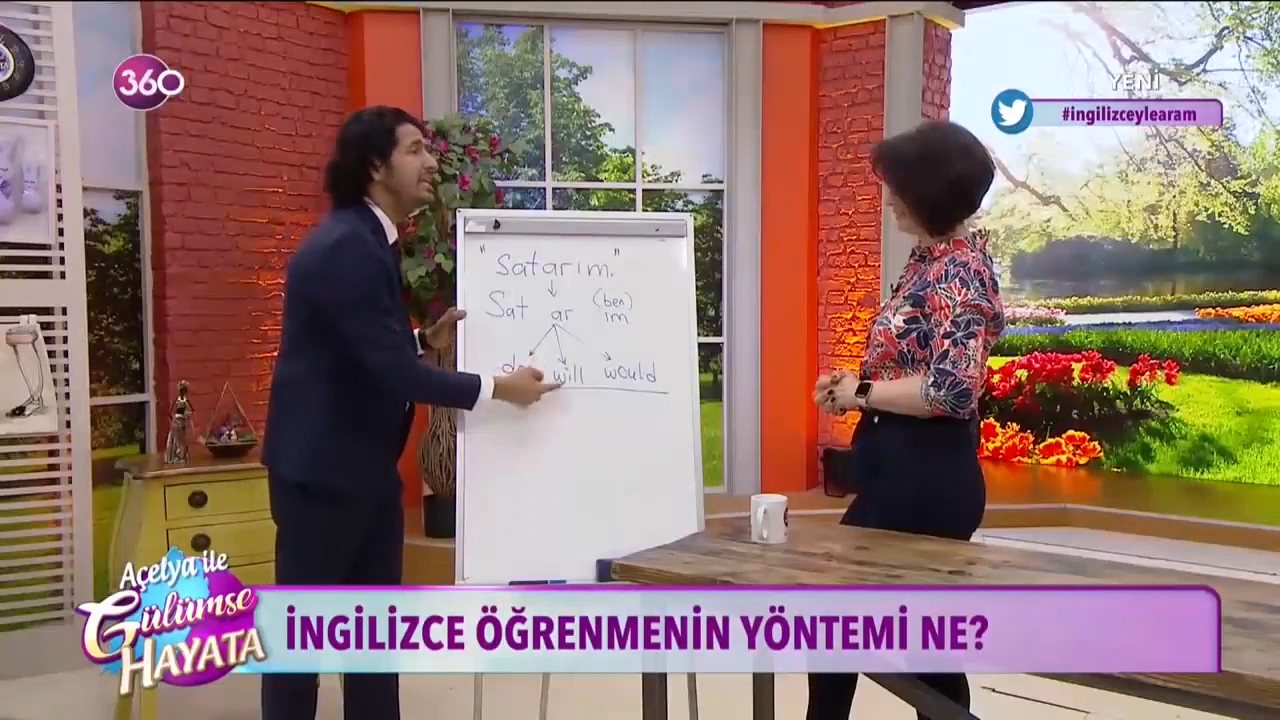 360
YENİ
#ingilizceylearam
"Satarım."
Sat ar (ben) ım
will would
Açelya ile
Gülümse
HAYATA
İNGİLİZCE ÖĞRENMENİN YÖNTEMİ NE?